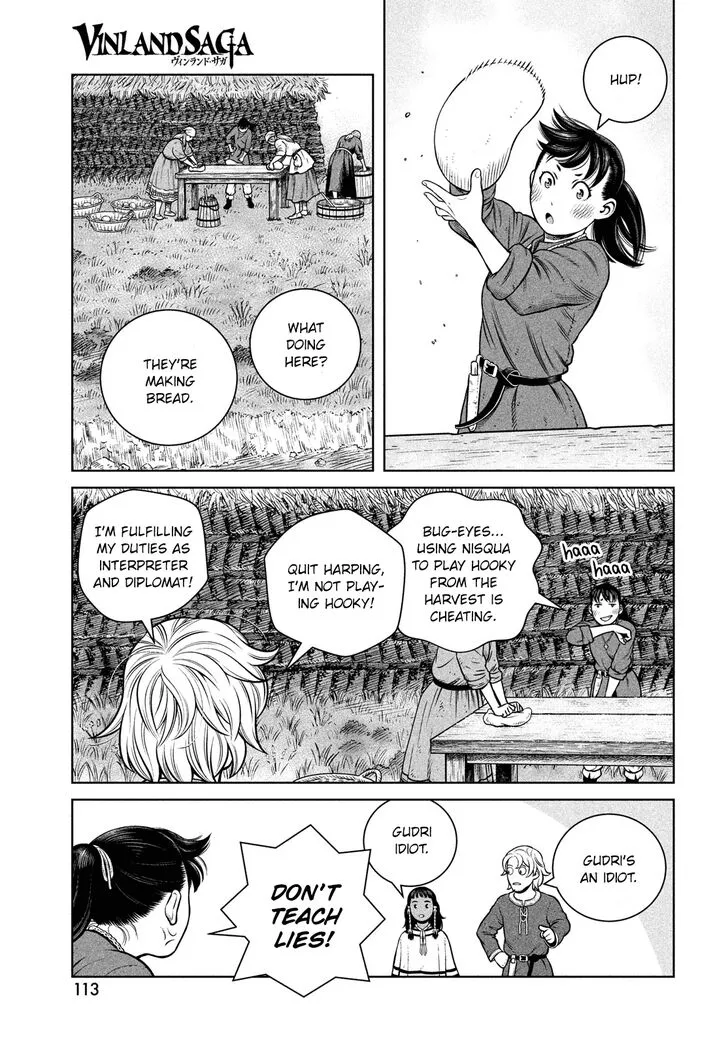 VINLAND SAGA
ヴィンランド・サガ
HUP!
WHAT
DOING
HERE?
THEY'RE
MAKING
BREAD.
BUG-EYES...
USING NISQUA
TO PLAY HOOKY
FROM THE
HARVEST IS
CHEATING.
haaa
haaa
QUIT HARPING,
I'M NOT PLAY-
ING HOOKY!
I'M FULFILLING
MY DUTIES AS
INTERPRETER
AND DIPLOMAT!
GUDRI'S
AN IDIOT.
GUDRI
IDIOT.
DON'T
TEACH
LIES!
113